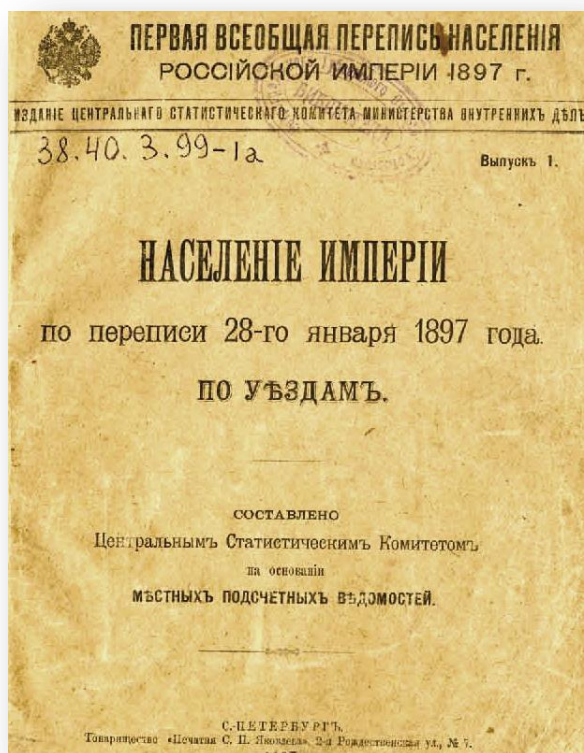 ПЕРВАЯ ВСЕОБЩАЯ ПЕРЕПИСЬ НАСЕЛЕНІЯ
РОССІЙСКОЙ ИМПЕРІИ 1897 г.
ИЗДАНІЕ ЦЕНТРАЛЬНАГО СТАТИСТИЧЕСКАГО КОМИТЕТА МИНИСТЕРСТВА ВНУТРЕННИХЪ ДѢЛЪ
38.40.3.99-1а
Выпускъ 1.
НАСЕЛЕНІЕ ИМПЕРІИ
по переписи 28-го января 1897 года.
ПО УѢЗДАМЪ.
СОСТАВЛЕНО
Центральнымъ Статистическимъ Комитетомъ
на основаніи
МѢСТНЫХЪ ПОДСЧЕТНЫХЪ ВѢДОМОСТЕЙ.
С.-ПЕТЕРБУРГЪ.
Товарищество «Печатня С. П. Яковлева», 2-я Рождественская ул., № 7.